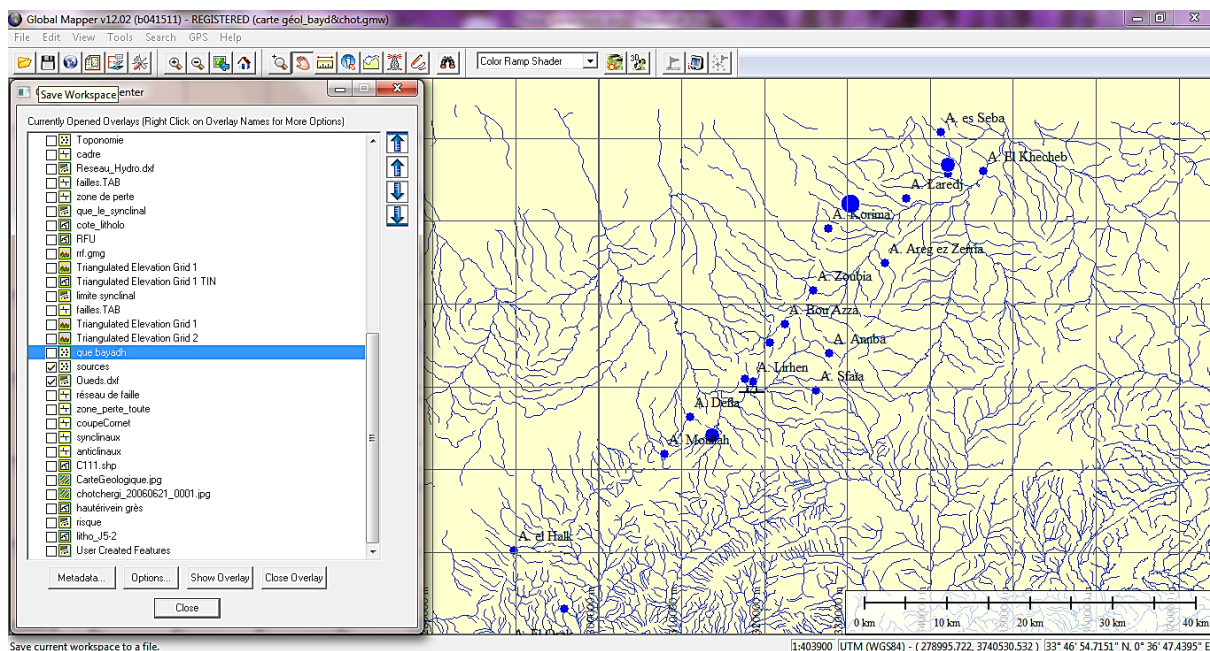 Global Mapper v12.02 (b041511) - REGISTERED (carte géol_bayd&chot.gmw)
File Edit View Tools Search GPS Help
Color Ramp Shader
Save Workspace
enter
Currently Opened Overlays (Right Click on Overlay Names for More Options)
Toponomie
cadre
Reseau_Hydro.dxf
failles.TAB
zone de perte
que_le_synclinal
cote_litholo
RFU
rrf.gmg
Triangulated Elevation Grid 1
Triangulated Elevation Grid 1 TIN
limite synclinal
failles.TAB
Triangulated Elevation Grid 1
Triangulated Elevation Grid 2
que bayadh
sources
Oueds.dxf
réseau de faille
zone_perte_toute
coupeCornet
synclinaux
anticlinaux
C111.shp
CarteGeologique.jpg
chotchergi_20060621_0001.jpg
hautérivein grès
risque
litho_J5-2
User Created Features
Metadata... Options... Show Overlay Close Overlay
Close
A. es Seba
A. El Khecheb
A. Laredj
A. Korima
A. Areg ez Zerria
A. Zoubia
A. Bou Azza
A. Annba
A. Lirhen
A. Sfaia
A. Defla
A. Mouilah
A. el Halk
300000 m
310000 m
320000 m
330000 m
0 km 10 km 20 km 30 km 40 km
Save current workspace to a file.
1:403900 UTM (WGS84) - ( 278995.722, 3740530.532 ) 33° 46' 54.7151" N, 0° 36' 47.4395" E